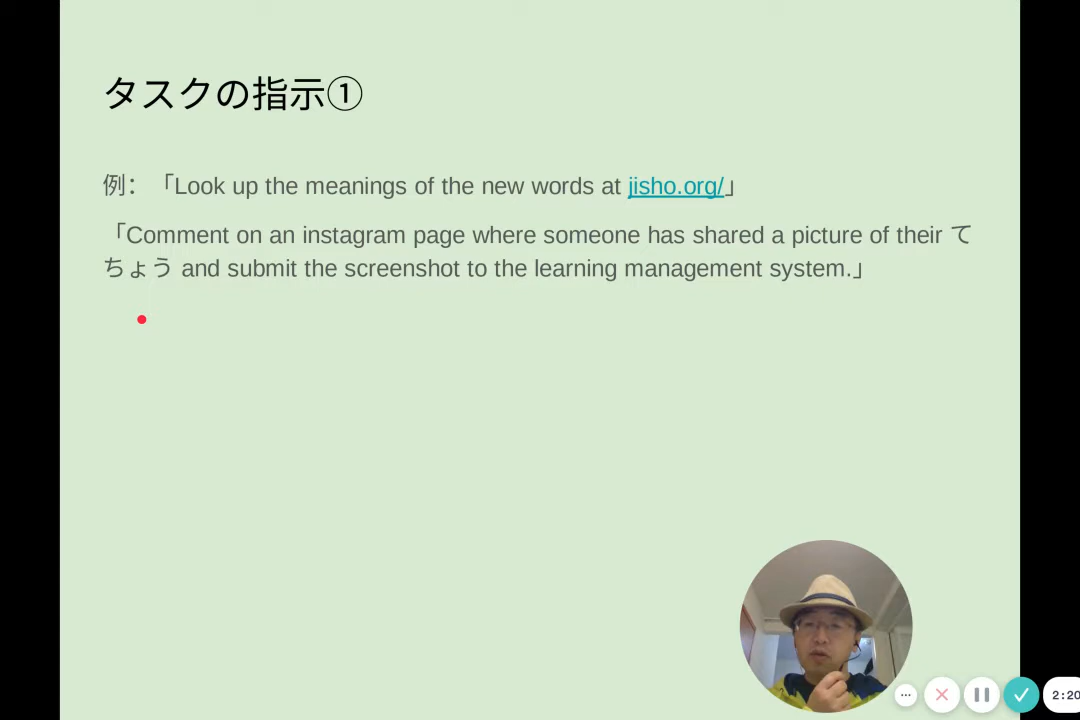 タスクの指示①
例: 「Look up the meanings of the new words at jisho.org/」
「Comment on an instagram page where someone has shared a picture of their て
ちょう and submit the screenshot to the learning management system.」
2:20